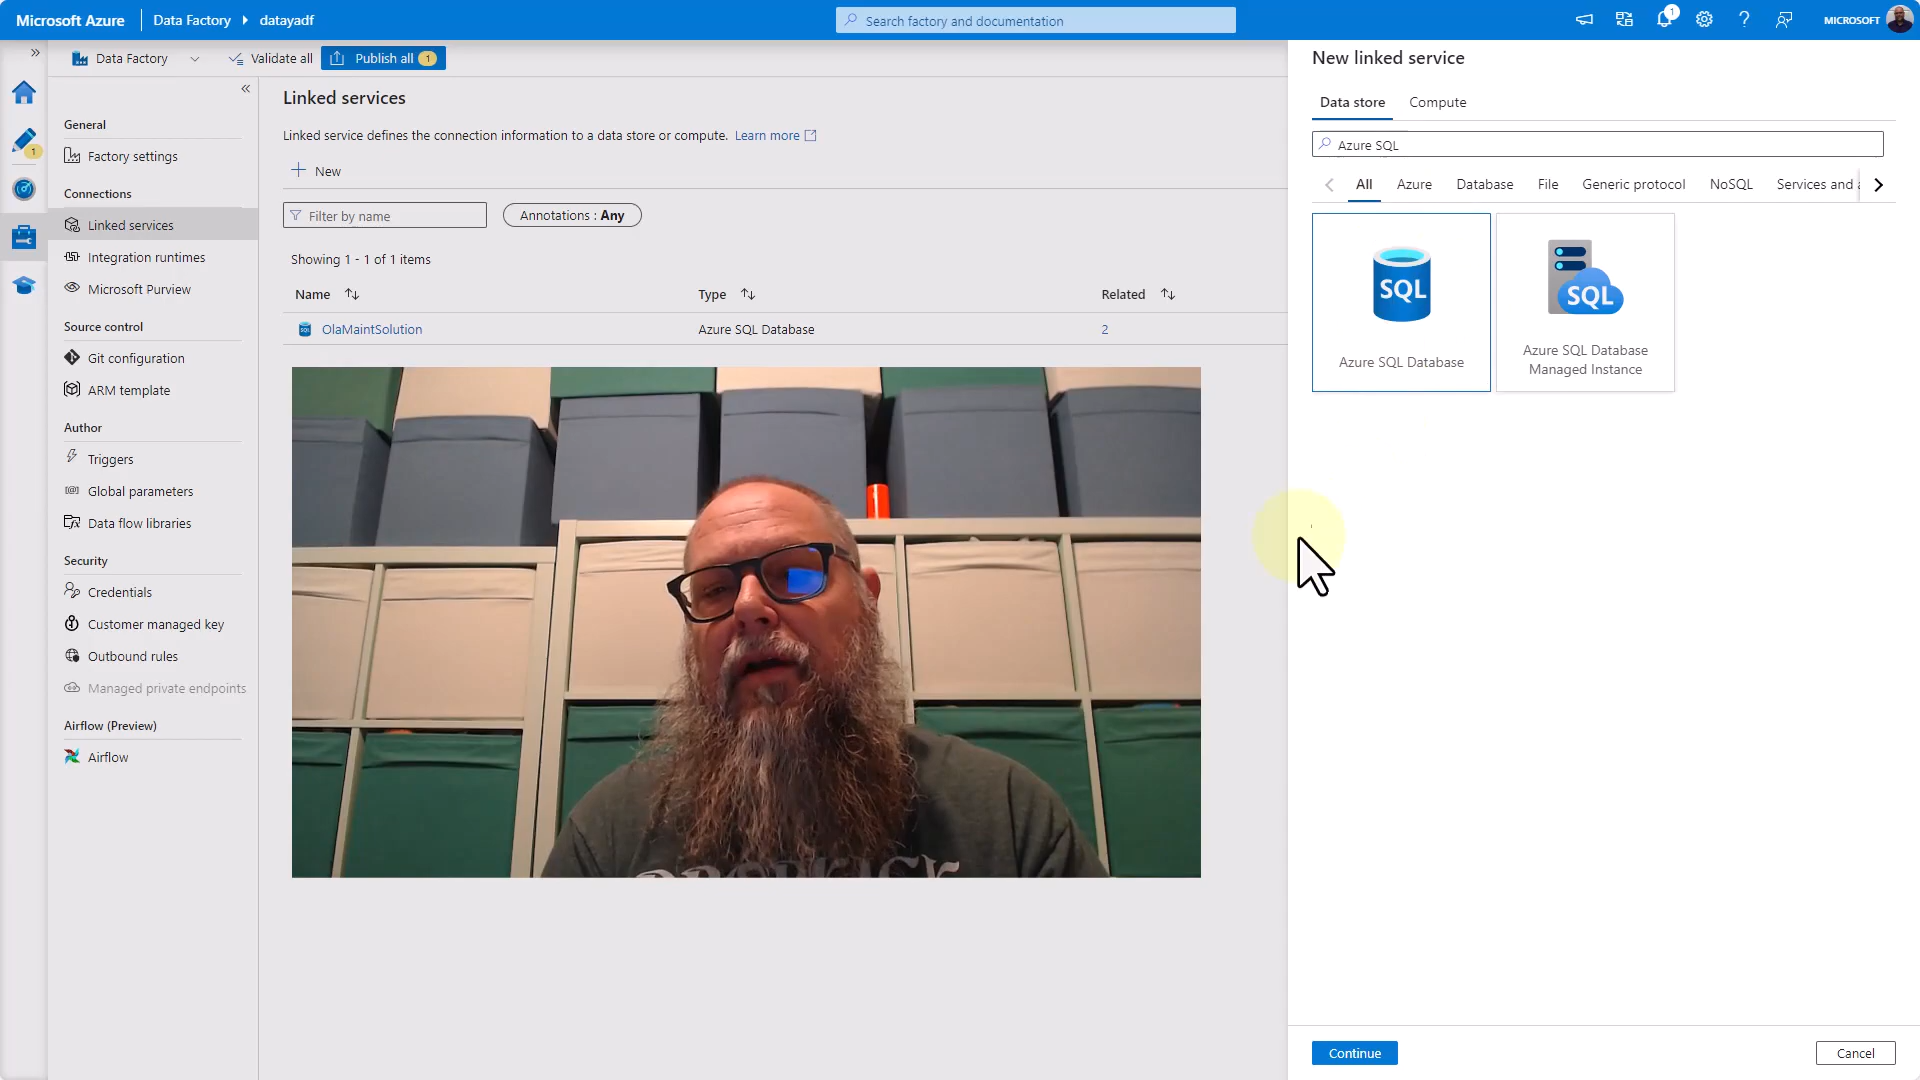 Microsoft Azure
Data Factory
datayadf
Search factory and documentation
1
MICROSOFT
Data Factory
Validate all
Publish all
1
1
General
Factory settings
Connections
Linked services
Integration runtimes
Microsoft Purview
Source control
Git configuration
ARM template
Author
Triggers
Global parameters
Data flow libraries
Security
Credentials
Customer managed key
Outbound rules
Managed private endpoints
Airflow (Preview)
Airflow
Linked services
Linked service defines the connection information to a data store or compute. Learn more
New
Filter by name
Annotations : Any
Showing 1 - 1 of 1 items
Name
Type
Related
SQL
OlaMaintSolution
Azure SQL Database
2
New linked service
Data store
Compute
Azure SQL
All
Azure
Database
File
Generic protocol
NoSQL
Services and a
SQL
Azure SQL Database
SQL
Azure SQL Database
Managed Instance
Continue
Cancel